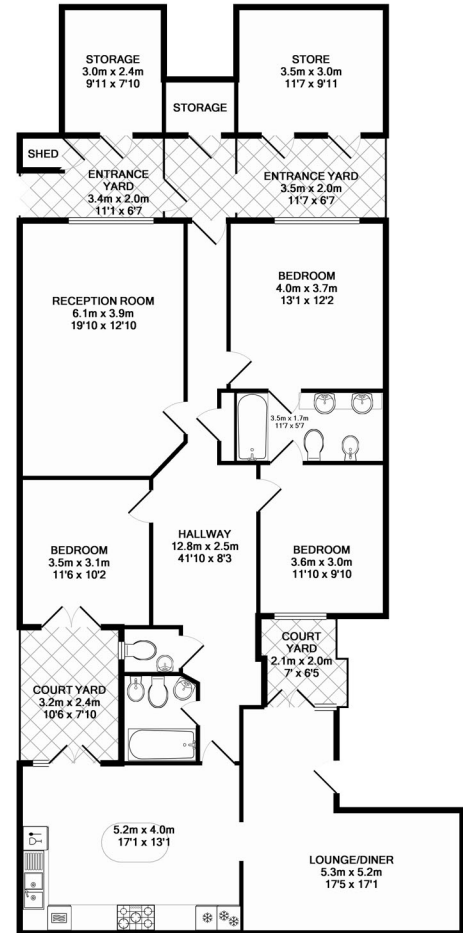 STORAGE
3.0m x 2.4m
9'11 x 7'10
STORE
3.5m x 3.0m
11'7 x 9'11
STORAGE
SHED
ENTRANCE
YARD
3.4m x 2.0m
11'1 x 6'7
ENTRANCE YARD
3.5m x 2.0m
11'7 x 6'7
RECEPTION ROOM
6.1m x 3.9m
19'10 x 12'10
BEDROOM
4.0m x 3.7m
13'1 x 12'2
3.5m x 1.7m
11'7 x 5'7
BEDROOM
3.5m x 3.1m
11'6 x 10'2
HALLWAY
12.8m x 2.5m
41'10 x 8'3
BEDROOM
3.6m x 3.0m
11'10 x 9'10
COURT
YARD
2.1m x 2.0m
7' x 6'5
COURT YARD
3.2m x 2.4m
10'6 x 7'10
5.2m x 4.0m
17'1 x 13'1
LOUNGE/DINER
5.3m x 5.2m
17'5 x 17'1